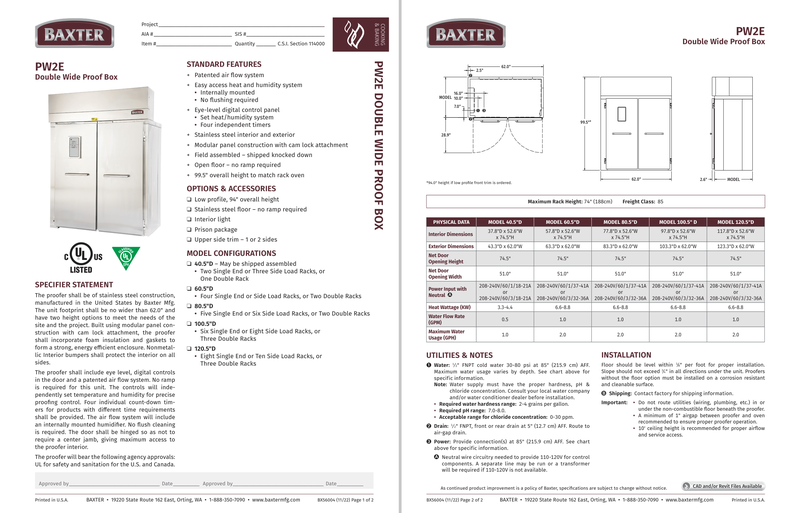 BAXTER
Project
AIA # SIS #
Item # Quantity C.S.I. Section 114000
COOKING & BAKING
PW2E
Double Wide Proof Box
LISTED
SPECIFIER STATEMENT
The proofer shall be of stainless steel construction,
manufactured in the United States by Baxter Mfg.
The unit footprint shall be no wider than 62.0" and
have two height options to meet the needs of the
site and the project. Built using modular panel con-
struction with cam lock attachment, the proofer
shall incorporate foam insulation and gaskets to
form a strong, energy efficient enclosure. Nonmetal-
lic Interior bumpers shall protect the interior on all
sides.
The proofer shall include eye level, digital controls
in the door and a patented air flow system. No ramp
is required for this unit. The controls will inde-
pendently set temperature and humidity for precise
proofing control. Four individual count-down tim-
ers for products with different time requirements
shall be provided. The air flow system will include
an internally mounted humidifier. No flush cleaning
is required. The door shall be hinged so as not to
require a center jamb, giving maximum access to
the proofer interior.
The proofer will bear the following agency approvals:
UL for safety and sanitation for the U.S. and Canada.
STANDARD FEATURES
• Patented air flow system
• Easy access heat and humidity system
• Internally mounted
• No flushing required
• Eye-level digital control panel
• Set heat/humidity system
• Four independent timers
• Stainless steel interior and exterior
• Modular panel construction with cam lock attachment
• Field assembled – shipped knocked down
• Open floor – no ramp required
• 99.5" overall height to match rack oven
OPTIONS & ACCESSORIES
❑ Low profile, 94" overall height
❑ Stainless steel floor – no ramp required
❑ Interior light
❑ Prison package
❑ Upper side trim – 1 or 2 sides
MODEL CONFIGURATIONS
❑ 40.5"D – May be shipped assembled
• Two Single End or Three Side Load Racks, or
One Double Rack
❑ 60.5"D
• Four Single End or Side Load Racks, or Two Double Racks
❑ 80.5"D
• Five Single End or Six Side Load Racks, or Two Double Racks
❑ 100.5"D
• Six Single End or Eight Side Load Racks, or
Three Double Racks
❑ 120.5"D
• Eight Single End or Ten Side Load Racks, or
Three Double Racks
PW2E DOUBLE WIDE PROOF BOX
Approved by Date Approved by Date
Printed in U.S.A. BAXTER • 19220 State Route 162 East, Orting, WA • 1-888-350-7090 • www.baxtermfg.com BXS6004 (11/22) Page 1 of 2
BAXTER
PW2E
Double Wide Proof Box
62.0"
2.5"
MODEL
16.0"
10.0"
7.0"
28.9"
99.5"*
62.0"
2.6" MODEL
*94.0" height if low profile front trim is ordered.
Maximum Rack Height: 74" (188cm) Freight Class: 85
PHYSICAL DATA MODEL 40.5"D MODEL 60.5"D MODEL 80.5"D MODEL 100.5" D MODEL 120.5"D
Interior Dimensions 37.8"D x 52.6"W x 74.5"H 57.8"D x 52.6"W x 74.5"H 77.8"D x 52.6"W x 74.5"H 97.8"D x 52.6"W x 74.5"H 117.8"D x 52.6"W x 74.5"H
Exterior Dimensions 43.3"D x 62.0"W 63.3"D x 62.0"W 83.3"D x 62.0"W 103.3"D x 62.0"W 123.3"D x 62.0"W
Net Door Opening Height 74.5" 74.5" 74.5" 74.5" 74.5"
Net Door Opening Width 51.0" 51.0" 51.0" 51.0" 51.0"
Power Input with Neutral A 208-240V/60/1/18-21A or 208-240V/60/3/18-21A 208-240V/60/1/37-41A or 208-240V/60/3/32-36A 208-240V/60/1/37-41A or 208-240V/60/3/32-36A 208-240V/60/1/37-41A or 208-240V/60/3/32-36A 208-240V/60/1/37-41A or 208-240V/60/3/32-36A
Heat Wattage (KW) 3.3-4.4 6.6-8.8 6.6-8.8 6.6-8.8 6.6-8.8
Water Flow Rate (GPM) 0.5 1.0 1.0 1.0 1.0
Maximum Water Usage (GPH) 1.0 2.0 2.0 2.0 2.0
UTILITIES & NOTES
1 Water: ½" FNPT cold water 30-80 psi at 85" (215.9 cm) AFF.
Maximum water usage varies by depth. See chart above for
specific information.
Note: Water supply must have the proper hardness, pH &
chloride concentration. Consult your local water company
and/or water conditioner dealer before installation.
• Required water hardness range: 2-4 grains per gallon.
• Required pH range: 7.0-8.0.
• Acceptable range for chloride concentration: 0-30 ppm.
2 Drain: ½" FNPT, front or rear drain at 5" (12.7 cm) AFF. Route to
air-gap drain.
3 Power: Provide connection(s) at 85" (215.9 cm) AFF. See chart
above for specific information.
A Neutral wire circuitry needed to provide 110-120V for control
components. A separate line may be run or a transformer
will be required if 110-120V is not available.
INSTALLATION
Floor should be level within ⅛" per foot for proper installation.
Slope should not exceed ¾" in all directions under the unit. Proofers
without the floor option must be installed on a corrosion resistant
and cleanable surface.
4 Shipping: Contact factory for shipping information.
Important: • Do not route utilities (wiring, plumbing, etc.) in or
under the non-combustible floor beneath the proofer.
• A minimum of 1" airgap between proofer and oven
recommended to ensure proper proofer operation.
• 10' ceiling height is recommended for proper airflow
and service access.
As continued product improvement is a policy of Baxter, specifications are subject to change without notice.
CAD and/or Revit Files Available
BXS6004 (11/22) Page 2 of 2 BAXTER • 19220 State Route 162 East, Orting, WA • 1-888-350-7090 • www.baxtermfg.com Printed in U.S.A.